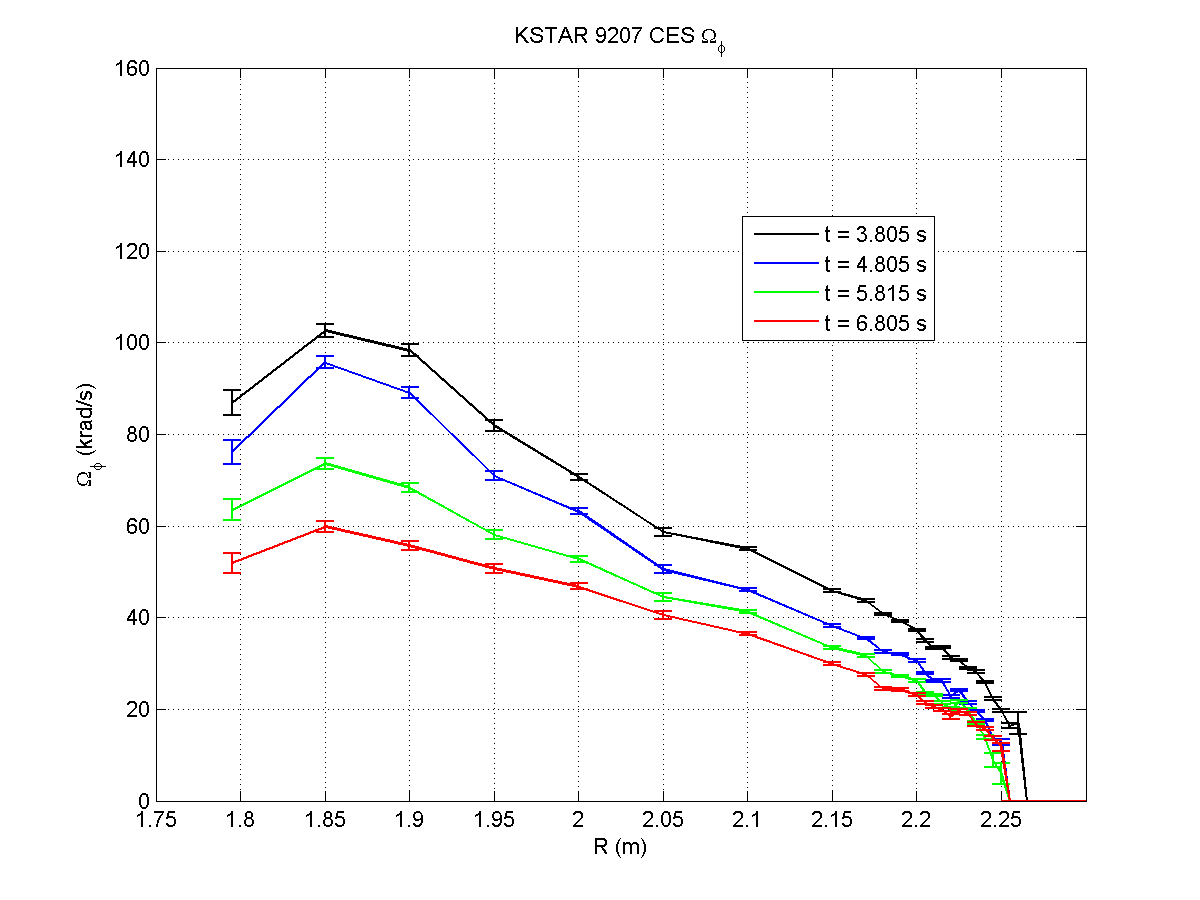 KSTAR 9207 CES Ωϕ
160
140
120
100
80
60
40
20
0
Ωϕ (krad/s)
t = 3.805 s
t = 4.805 s
t = 5.815 s
t = 6.805 s
1.75 1.8 1.85 1.9 1.95 2 2.05 2.1 2.15 2.2 2.25
R (m)